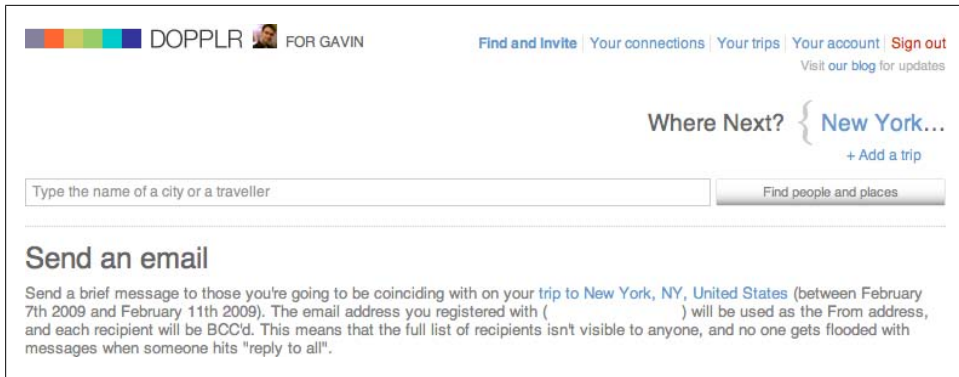 DOPPLR FOR GAVIN
Find and Invite Your connections Your trips Your account Sign out
Visit our blog for updates
Where Next? { New York...
+ Add a trip
Type the name of a city or a traveller
Find people and places
Send an email
Send a brief message to those you're going to be coinciding with on your trip to New York, NY, United States (between February
7th 2009 and February 11th 2009). The email address you registered with ( ) will be used as the From address,
and each recipient will be BCC'd. This means that the full list of recipients isn't visible to anyone, and no one gets flooded with
messages when someone hits "reply to all".